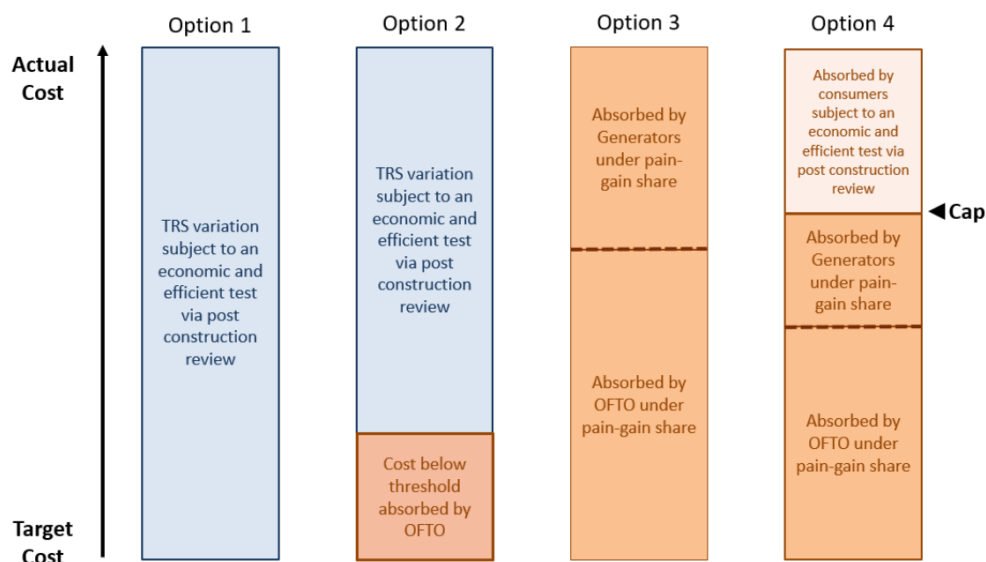 Option 1
Option 2
Option 3
Option 4
Actual
Cost
TRS variation
subject to an
economic and
efficient test
via post
construction
review
TRS variation
subject to an
economic and
efficient test
via post
construction
review
Cost below
threshold
absorbed by
OFTO
Absorbed by
Generators
under pain-
gain share
Absorbed by
OFTO under
pain-gain share
Absorbed by
consumers
subject to an
economic and
efficient test via
post construction
review
Cap
Absorbed by
Generators
under pain-
gain share
Absorbed by
OFTO under
pain-gain share
Target
Cost